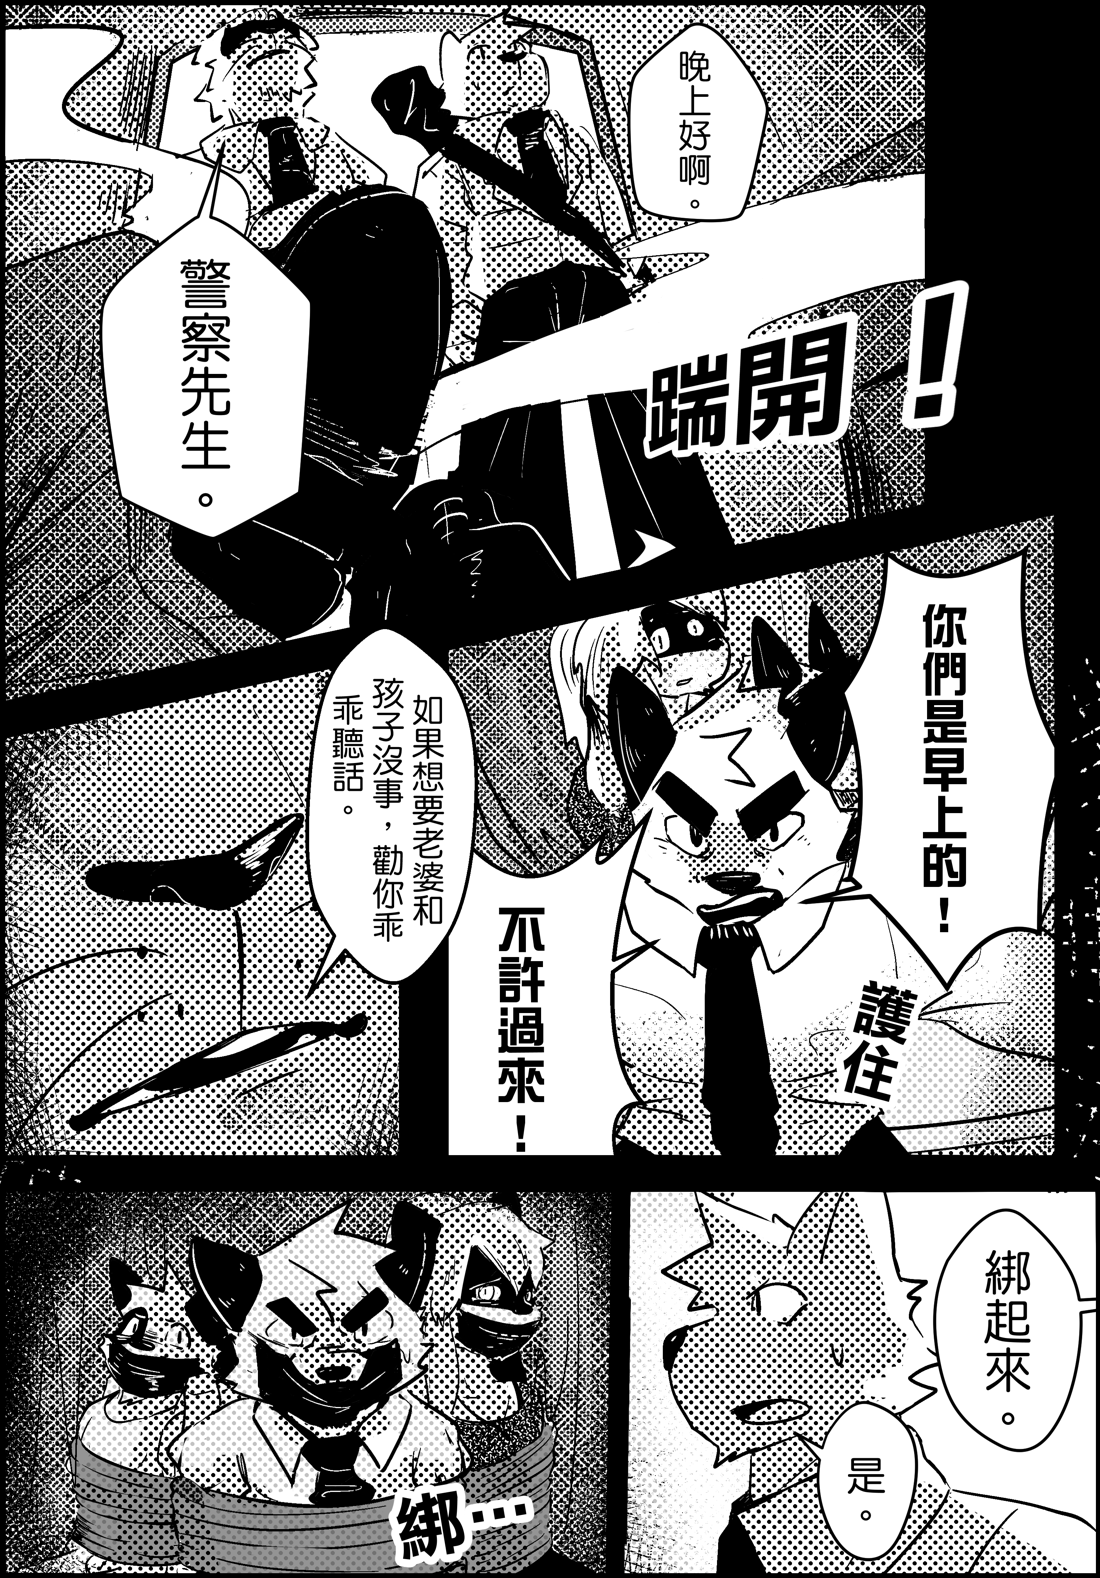 晚上好啊。
警察先生。
踹開！
你們是早上的！
護住
不許過來！
如果想要老婆和
孩子沒事，勸你乖
乖聽話。
綁起來。
是。
綁…